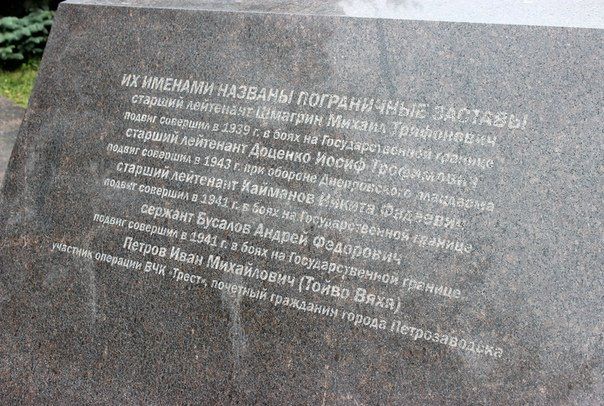 ИХ ИМЕНАМИ НАЗВАНЫ ПОГРАНИЧНЫЕ ЗАСТАВЫ
старший лейтенант Шмагрин Михаил Трифонович
подвиг совершил в 1939 г. в боях на Государственной границе
старший лейтенант Доценко Иосиф Трофимович
подвиг совершил в 1943 г. при обороне Днепровского плацдарма
старший лейтенант Кайманов Никита Фадеевич
подвиг совершил в 1941 г. в боях на Государственной границе
сержант Бусалов Андрей Федорович
подвиг совершил в 1941 г. в боях на Государственной границе
Петров Иван Михайлович (Тойво Вяхя)
участник операции ВЧК «Трест», почетный гражданин города Петрозаводска